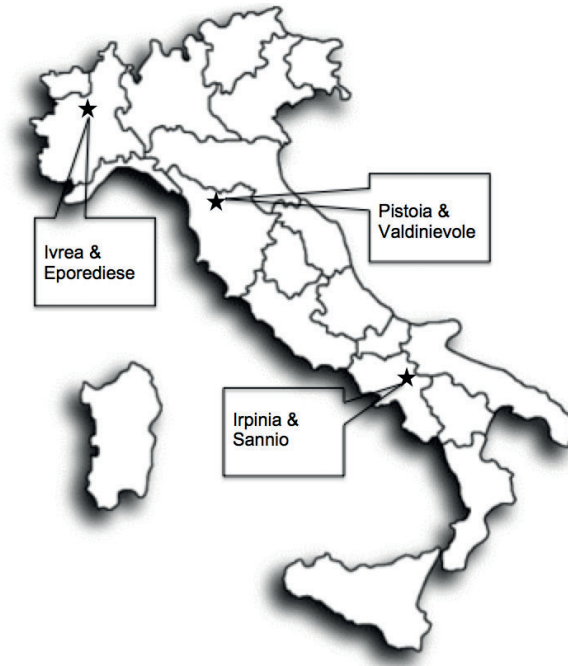 Pistoia &
Valdinievole
Ivrea &
Eporediese
Irpinia &
Sannio